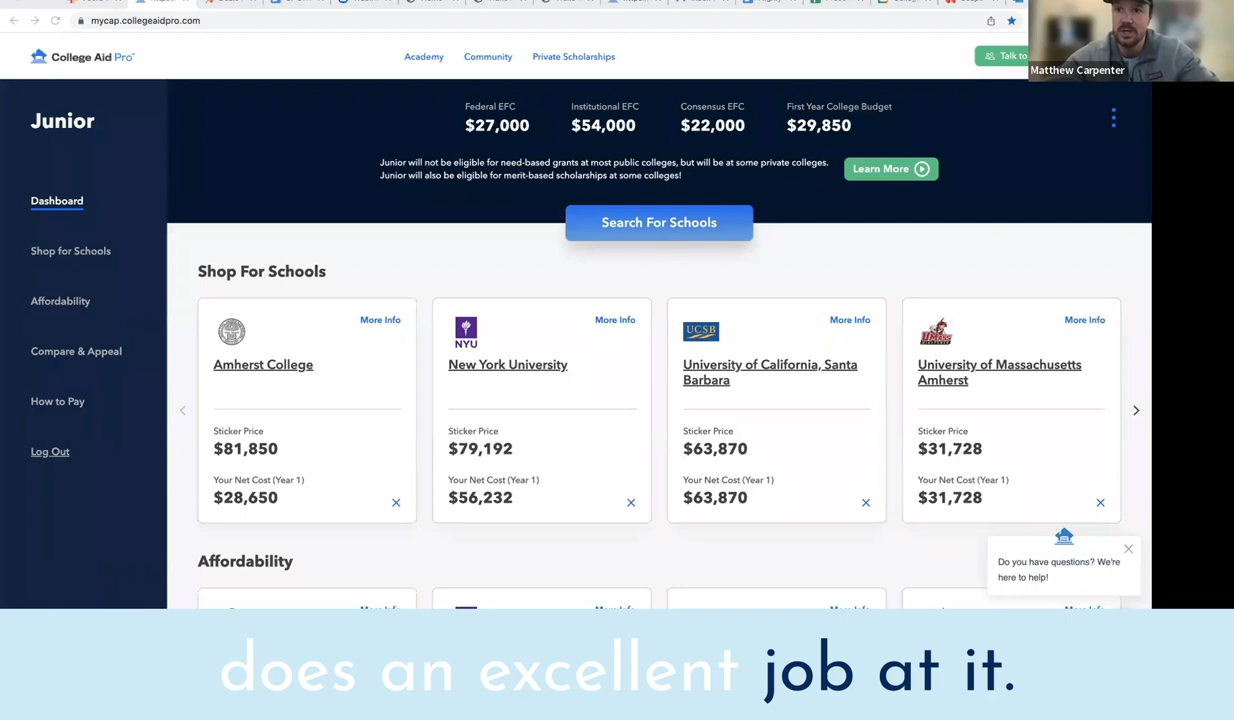 mycap.collegeaidpro.com
College Aid Pro™
Academy
Community
Private Scholarships
Talk to
Matthew Carpenter
Junior
Federal EFC
Institutional EFC
Consensus EFC
First Year College Budget
$27,000
$54,000
$22,000
$29,850
Junior will not be eligible for need-based grants at most public colleges, but will be at some private colleges.
Junior will also be eligible for merit-based scholarships at some colleges!
Learn More
Dashboard
Shop for Schools
Affordability
Compare & Appeal
How to Pay
Log Out
Search For Schools
Shop For Schools
More Info
Amherst College
Sticker Price
$81,850
Your Net Cost (Year 1)
$28,650
More Info
NYU
New York University
Sticker Price
$79,192
Your Net Cost (Year 1)
$56,232
More Info
UCSB
University of California, Santa
Barbara
Sticker Price
$63,870
Your Net Cost (Year 1)
$63,870
More Info
UMASS
University of Massachusetts
Amherst
Sticker Price
$31,728
Your Net Cost (Year 1)
$31,728
Affordability
Do you have questions? We're
here to help!
does an excellent job at it.